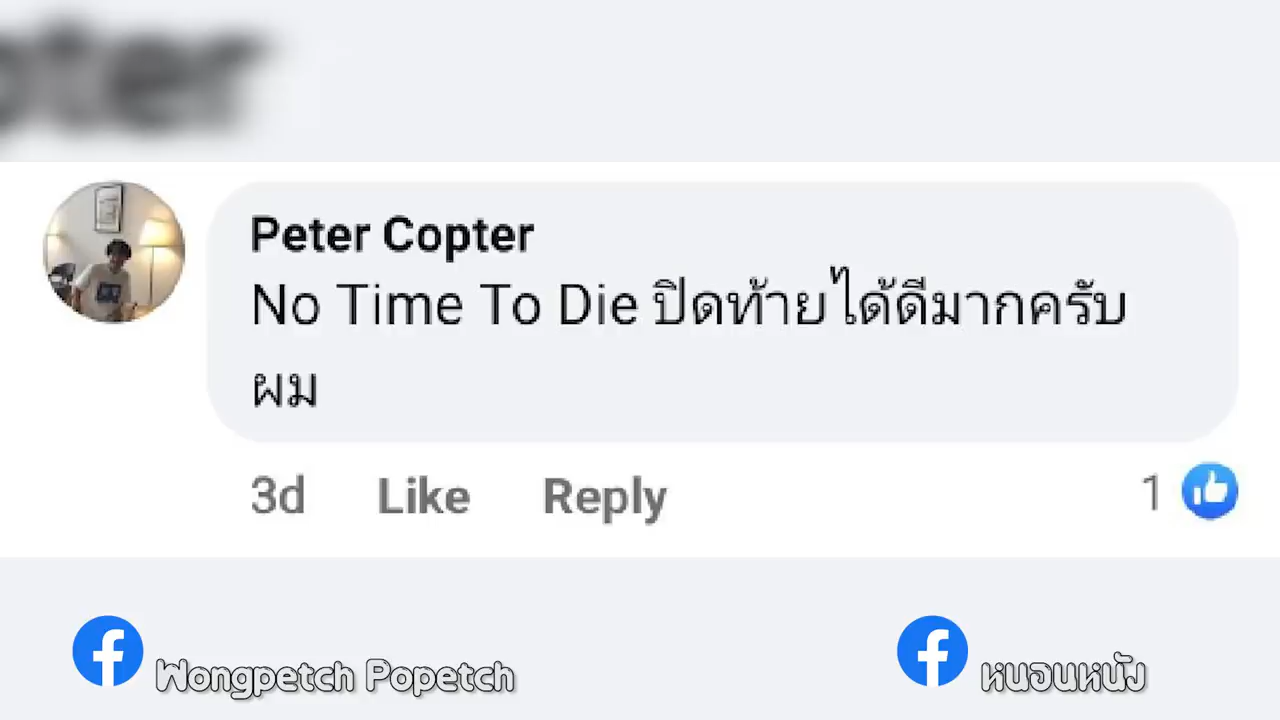 pter
Peter Copter
No Time To Die ปิดท้ายได้ดีมากครับ
ผม
3d Like Reply 1
Wongpetch Popetch
หนอนหนัง